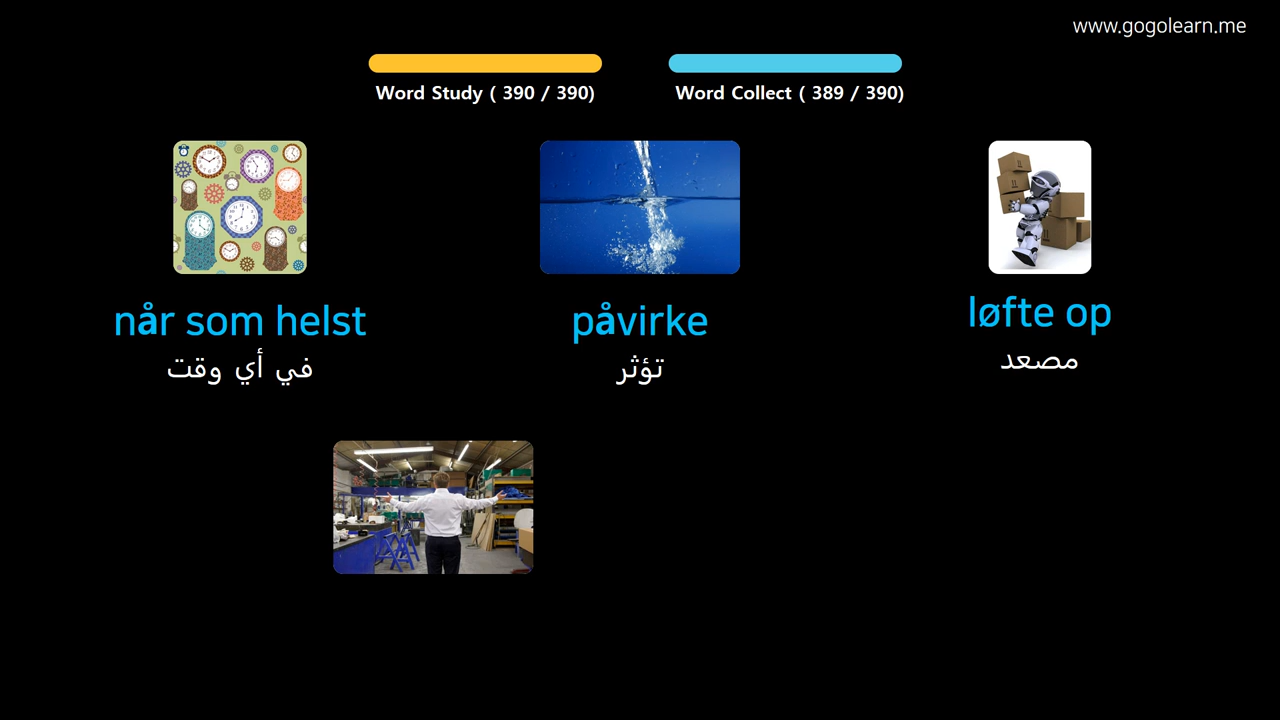 www.gogolearn.me
Word Study ( 390 / 390)
Word Collect ( 389 / 390)
når som helst
påvirke
løfte op
في أي وقت
تؤثر
مصعد